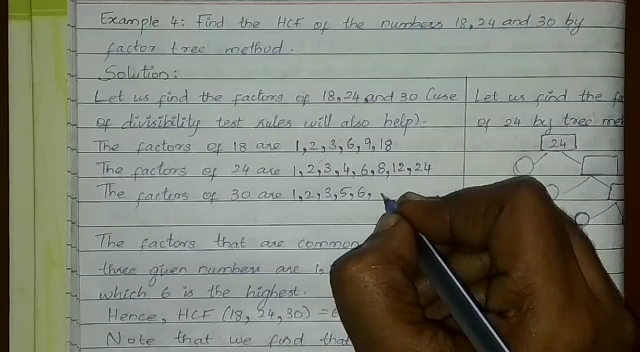 Example 4: Find the HCF of the numbers 18, 24 and 30 by
factor tree method.
Solution:
Let us find the factors of 18, 24 and 30 (use
of divisibility test rules will also help).
The factors of 18 are 1, 2, 3, 6, 9, 18
The factors of 24 are 1, 2, 3, 4, 6, 8, 12, 24
The factors of 30 are 1, 2, 3, 5, 6,
The factors that are common
three given numbers are
which 6 is the highest.
Hence, HCF (18, 24, 30) = 6
Note that we find that
Let us find the
of 24 by tree
24